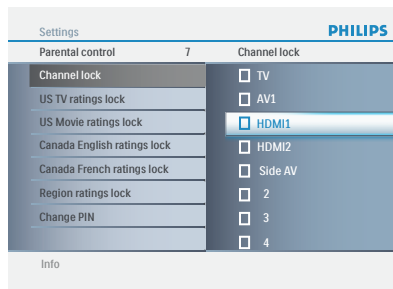 Settings
PHILIPS
Parental control 7
Channel lock
Channel lock
US TV ratings lock
US Movie ratings lock
Canada English ratings lock
Canada French ratings lock
Region ratings lock
Change PIN
TV
AV1
HDMI1
HDMI2
Side AV
2
3
4
Info